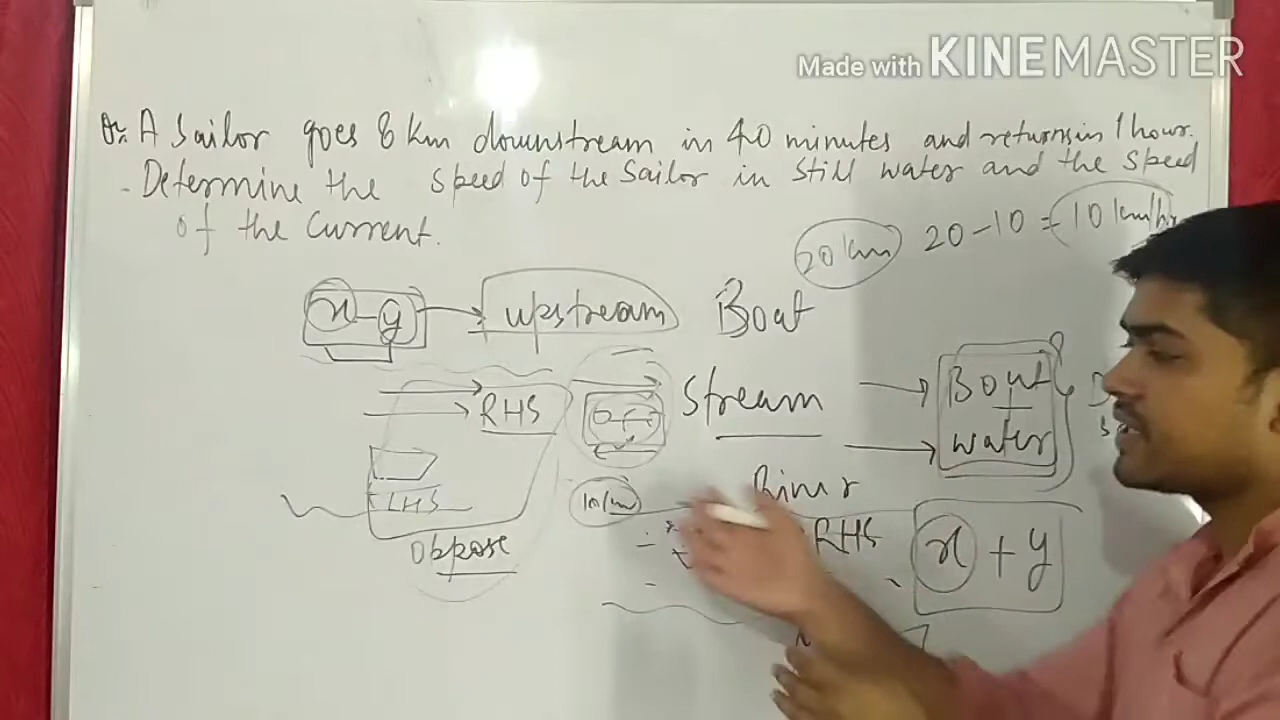 Made with KINEMASTER
Qn. A Sailor goes 8 Km downstream in 40 minutes and returns in 1 hour.
Determine the speed of the Sailor in Still water and the speed
of the Current.
20 km 20-10 = 10 km/hr
x-y → upstream Boat
RHS Stream → Boat
water
LHS River
10 km
Oppose RHS x + y